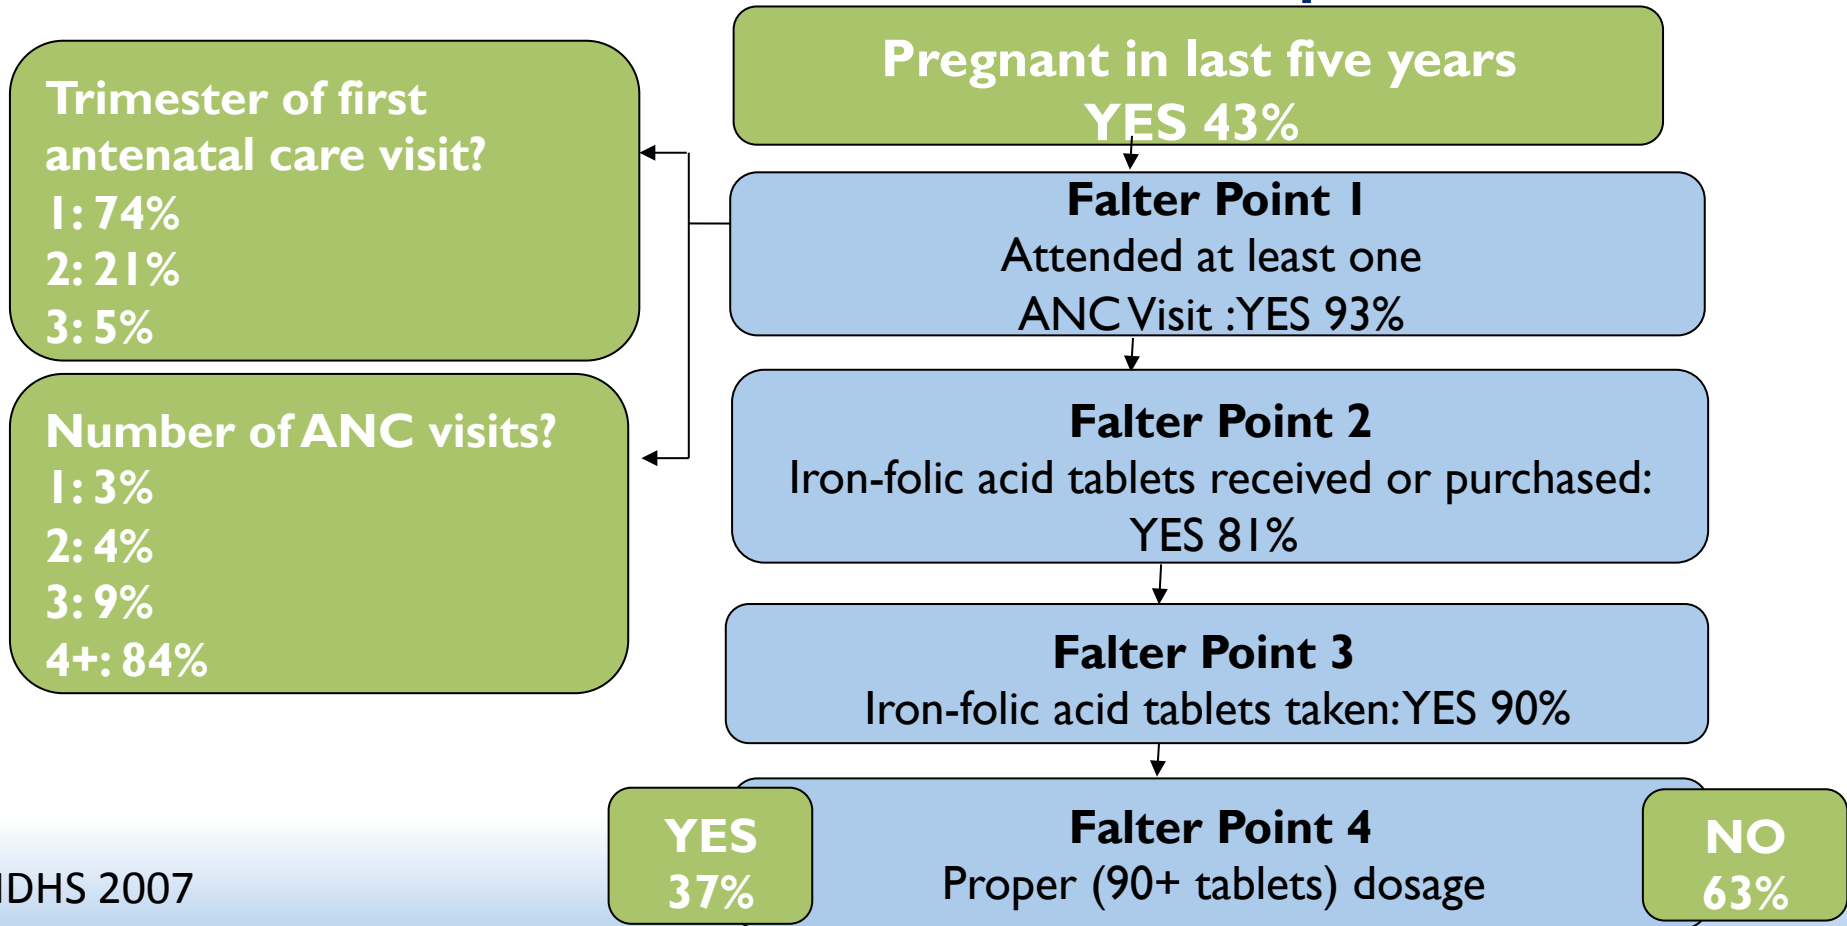 Pregnant in last five years
YES 43%
Trimester of first
antenatal care visit?
1: 74%
2: 21%
3: 5%
Falter Point 1
Attended at least one
ANC Visit :YES 93%
Number of ANC visits?
1: 3%
2: 4%
3: 9%
4+: 84%
Falter Point 2
Iron-folic acid tablets received or purchased:
YES 81%
Falter Point 3
Iron-folic acid tablets taken: YES 90%
YES
37%
Falter Point 4
Proper (90+ tablets) dosage
NO
63%
IDHS 2007